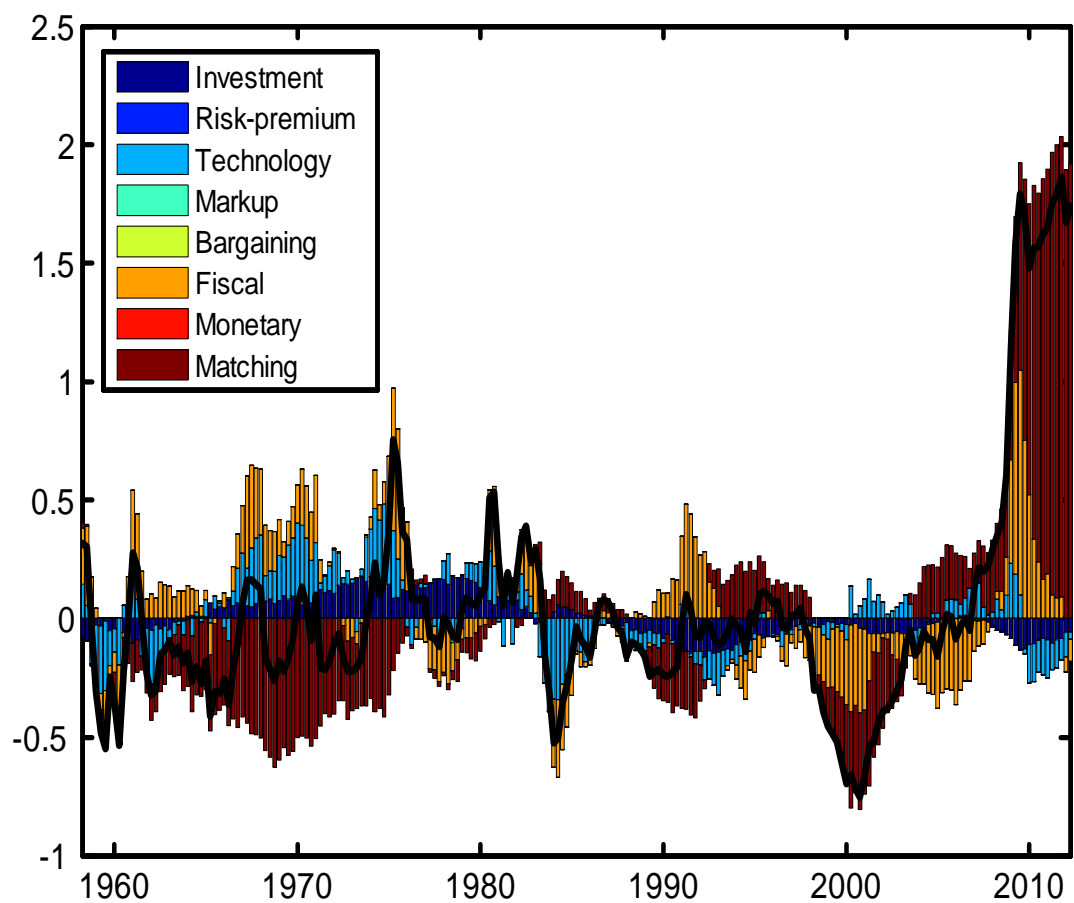 2.5
2
1.5
1
0.5
0
-0.5
-1
Investment
Risk-premium
Technology
Markup
Bargaining
Fiscal
Monetary
Matching
1960 1970 1980 1990 2000 2010